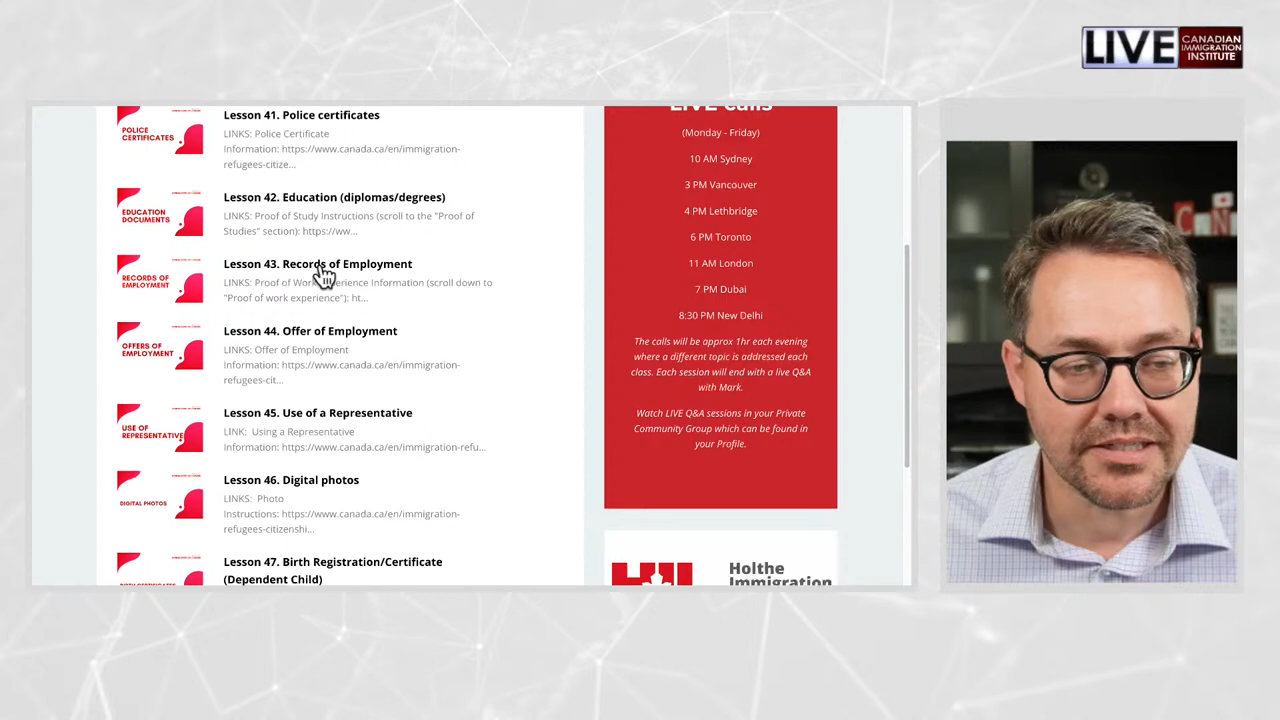 LIVE
CANADIAN
IMMIGRATION
INSTITUTE
Lesson 41. Police certificates
POLICE
CERTIFICATES
LINKS: Police Certificate
Information: https://www.canada.ca/en/immigration-
refugees-citize...
Lesson 42. Education (diplomas/degrees)
EDUCATION
DOCUMENTS
LINKS: Proof of Study Instructions (scroll to the "Proof of
Studies" section): https://ww...
Lesson 43. Records of Employment
RECORDS OF
EMPLOYMENT
LINKS: Proof of Work Experience Information (scroll down to
"Proof of work experience"): ht...
Lesson 44. Offer of Employment
OFFERS OF
EMPLOYMENT
LINKS: Offer of Employment
Information: https://www.canada.ca/en/immigration-
refugees-cit...
Lesson 45. Use of a Representative
USE OF
REPRESENTATIVE
LINK: Using a Representative
Information: https://www.canada.ca/en/immigration-refu...
Lesson 46. Digital photos
DIGITAL PHOTOS
LINKS: Photo
Instructions: https://www.canada.ca/en/immigration-
refugees-citizenshi...
Lesson 47. Birth Registration/Certificate
(Dependent Child)
LIVE Calls
(Monday - Friday)
10 AM Sydney
3 PM Vancouver
4 PM Lethbridge
6 PM Toronto
11 AM London
7 PM Dubai
8:30 PM New Delhi
The calls will be approx 1hr each evening
where a different topic is addressed each
class. Each session will end with a live Q&A
with Mark.
Watch LIVE Q&A sessions in your Private
Community Group which can be found in
your Profile.
Holthe
Immigration